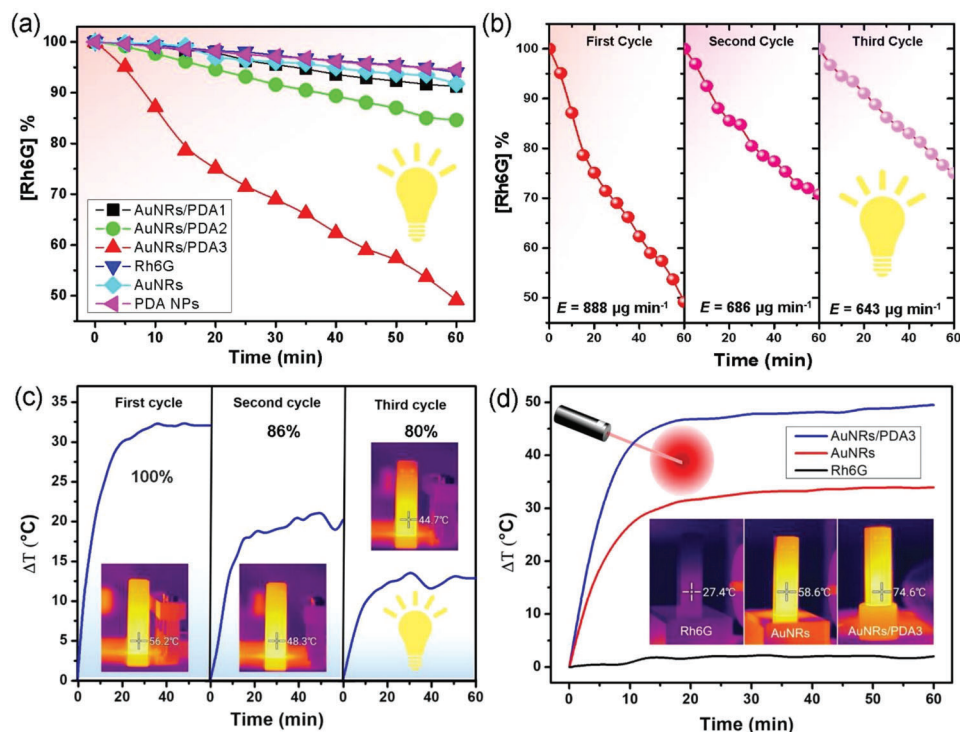 (a)
100
90
80
70
60
50
[Rh6G] %
AuNRs/PDA1
AuNRs/PDA2
AuNRs/PDA3
Rh6G
AuNRs
PDA NPs
0 10 20 30 40 50 60
Time (min)
(b)
100
90
80
70
60
50
[Rh6G] %
First Cycle Second Cycle Third Cycle
E = 888 µg min⁻¹ E = 686 µg min⁻¹ E = 643 µg min⁻¹
0 20 40 60 0 20 40 60 20 40 60
Time (min)
(c)
35
30
25
20
15
10
5
0
ΔT (°C)
First cycle Second cycle Third cycle
100% 86% 80%
56.2℃ 48.3℃ 44.7℃
0 20 40 60 0 20 40 60 0 20 40 60
Time (min)
(d)
50
40
30
20
10
0
ΔT (°C)
AuNRs/PDA3
AuNRs
Rh6G
27.4℃ 58.6℃ 74.6℃
Rh6G AuNRs AuNRs/PDA3
0 10 20 30 40 50 60
Time (min)